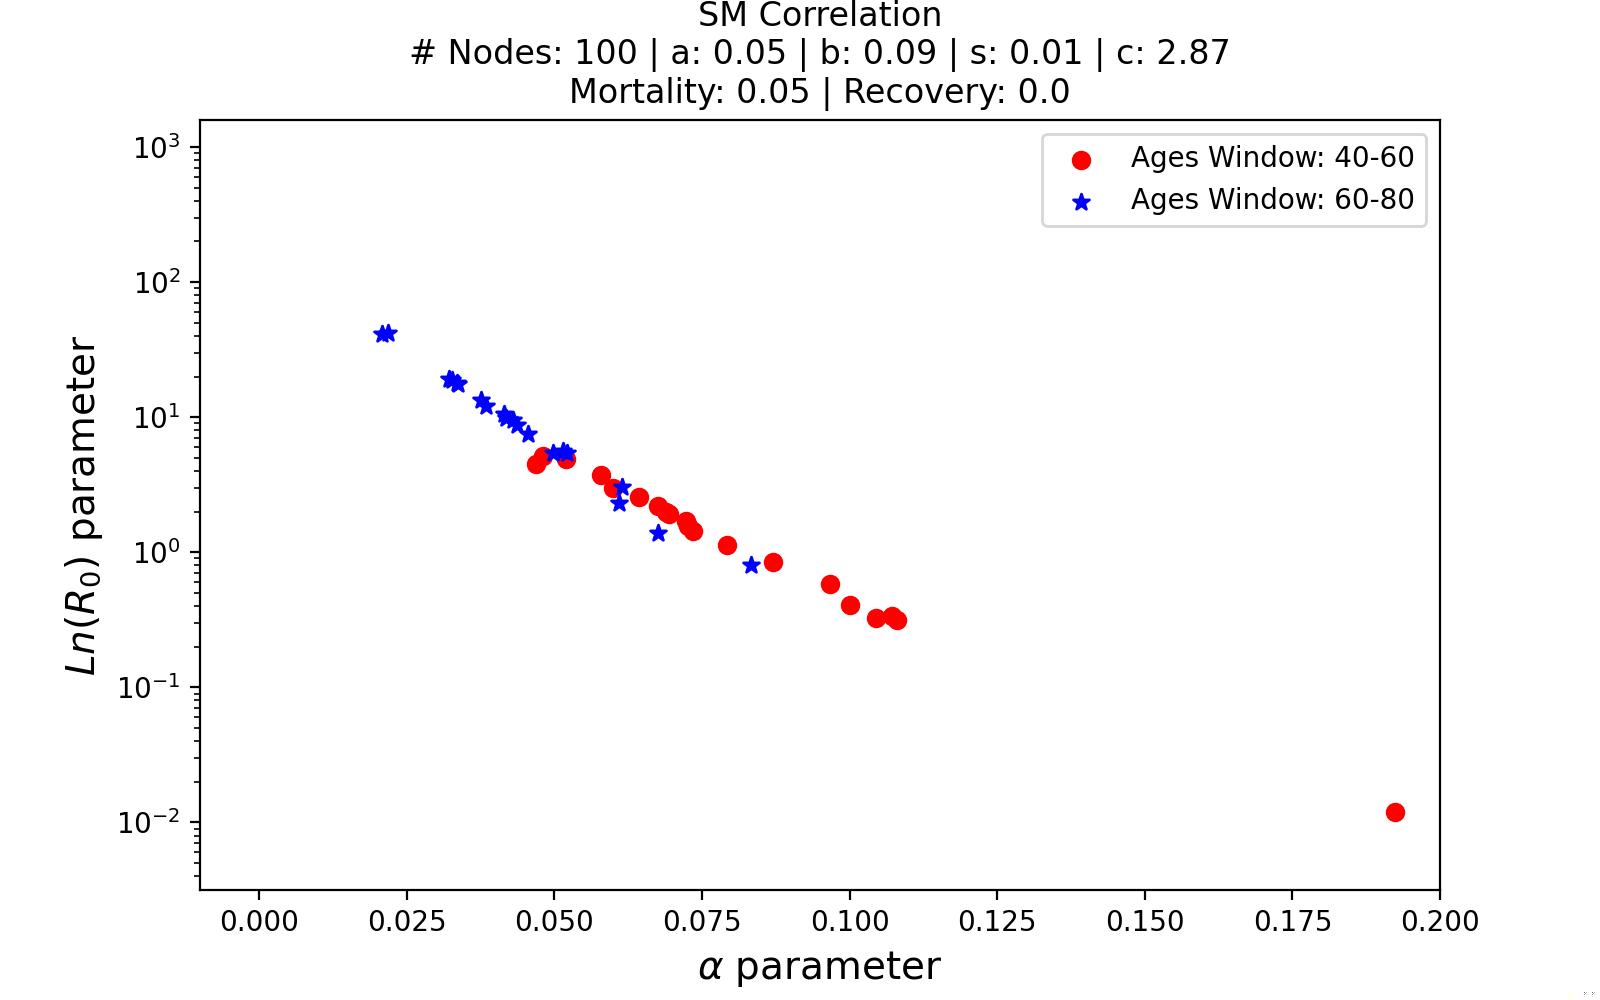 SM Correlation
# Nodes: 100 | a: 0.05 | b: 0.09 | s: 0.01 | c: 2.87
Mortality: 0.05 | Recovery: 0.0
Ages Window: 40-60
Ages Window: 60-80
10³
10²
10¹
10⁰
10⁻¹
10⁻²
Ln(R₀) parameter
0.000 0.025 0.050 0.075 0.100 0.125 0.150 0.175 0.200
α parameter